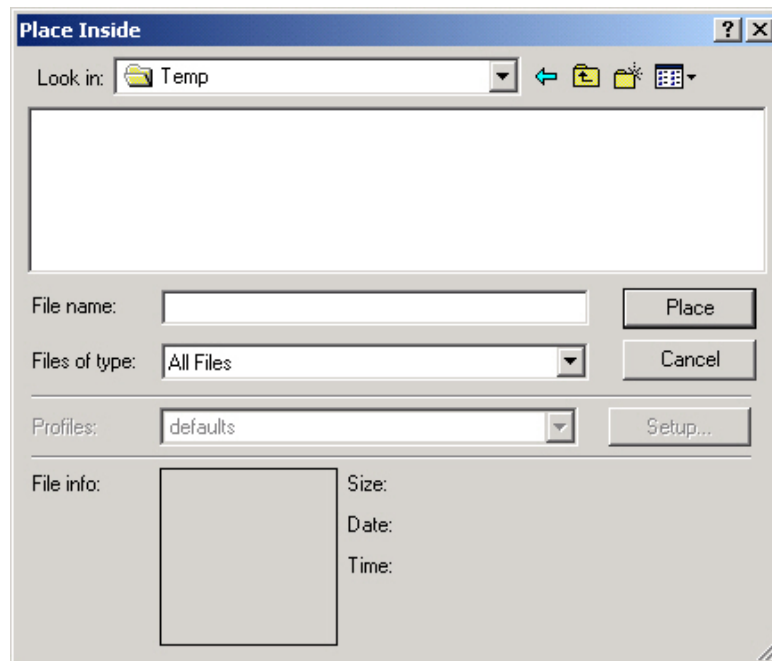 Place Inside
Look in: Temp
File name: Place
Files of type: All Files Cancel
Profiles: defaults Setup...
File info: Size:
Date:
Time: